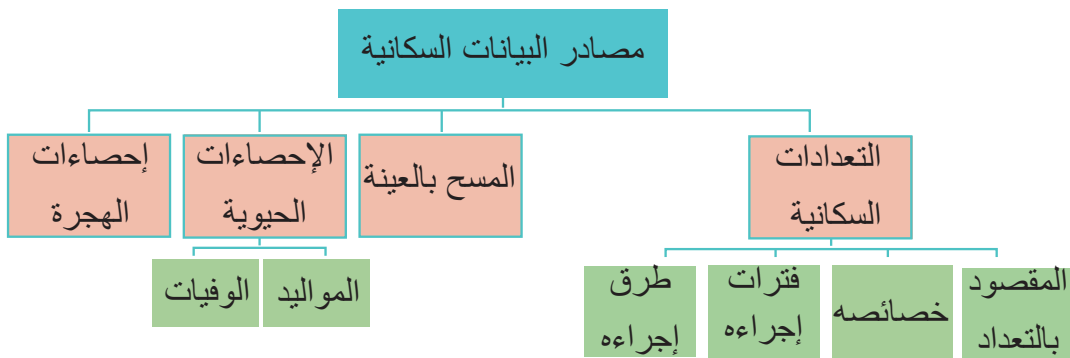 مصادر البيانات السكانية
التعدادات
السكانية
المسح بالعينة
الإحصاءات
الحيوية
إحصاءات
الهجرة
المقصود
بالتعداد
خصائصه
فترات
إجراءه
طرق
إجراءه
المواليد
الوفيات